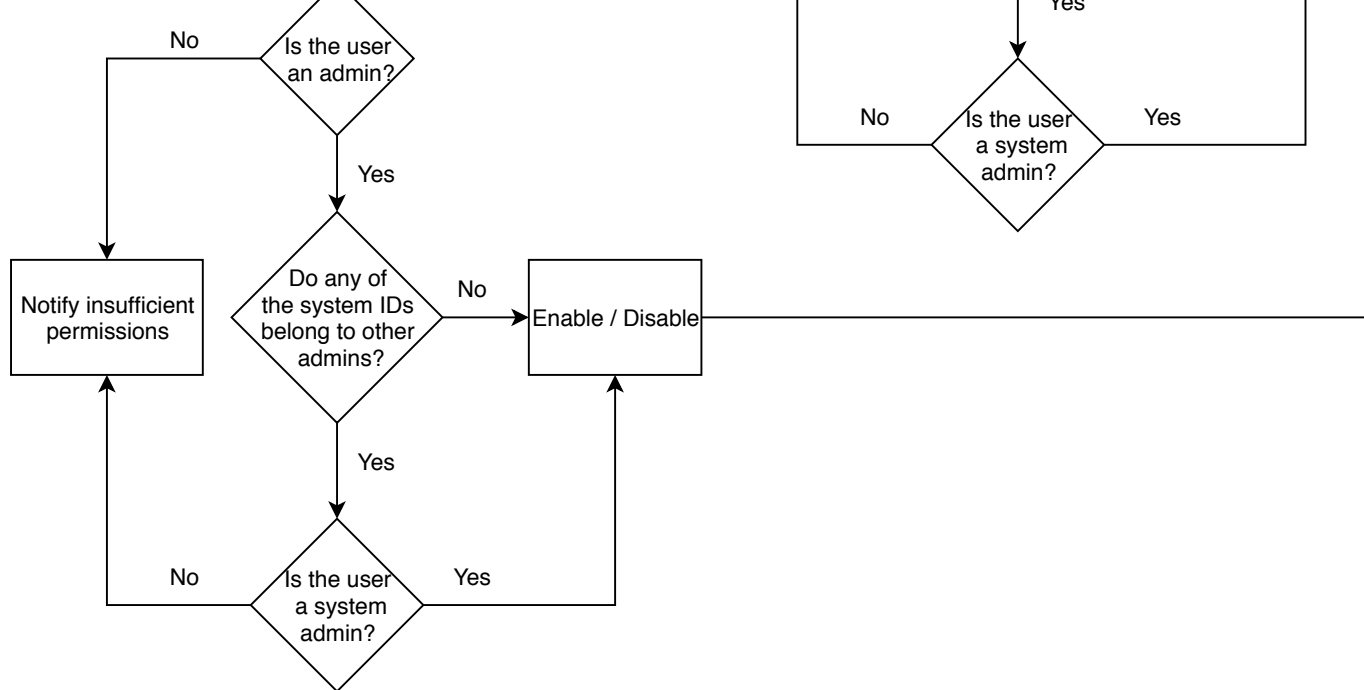 No
Is the user
an admin?
Yes
Do any of
the system IDs
belong to other
admins?
No
Notify insufficient
permissions
Enable / Disable
Yes
Is the user
a system
admin?
No
Yes
Yes
Is the user
a system
admin?
No
Yes